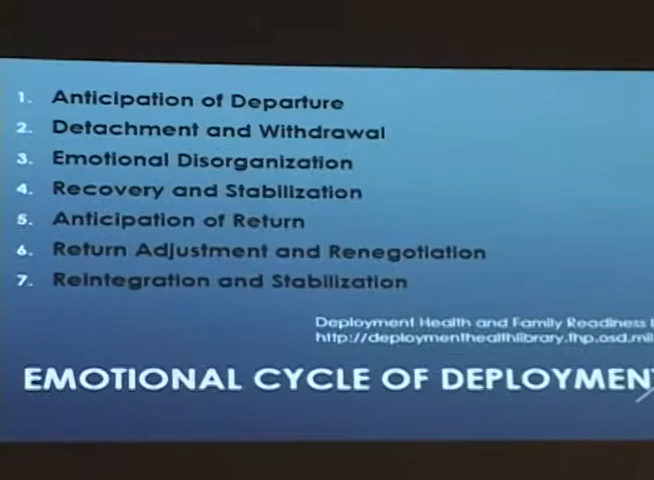 1. Anticipation of Departure
2. Detachment and Withdrawal
3. Emotional Disorganization
4. Recovery and Stabilization
5. Anticipation of Return
6. Return Adjustment and Renegotiation
7. Reintegration and Stabilization
Deployment Health and Family Readiness
http://deploymenthealthlibrary.fhp.osd.mil
EMOTIONAL CYCLE OF DEPLOYMENT